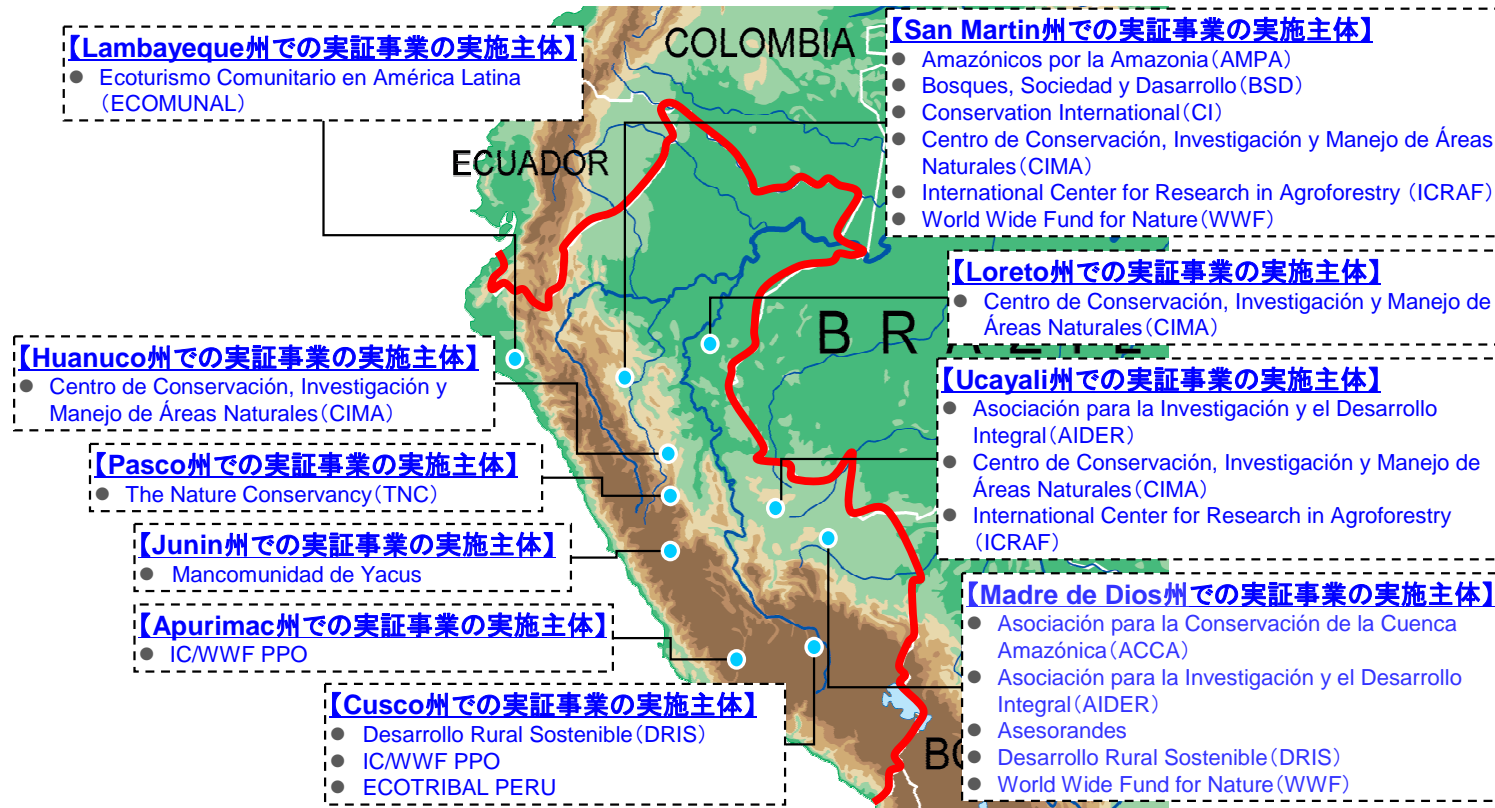 【Lambayeque州での実証事業の実施主体】
● Ecoturismo Comunitario en América Latina
(ECOMUNAL)
COLOMBIA
ECUADOR
【San Martin州での実証事業の実施主体】
● Amazónicos por la Amazonia(AMPA)
● Bosques, Sociedad y Dasarrollo(BSD)
● Conservation International(CI)
● Centro de Conservación, Investigación y Manejo de Áreas
Naturales(CIMA)
● International Center for Research in Agroforestry (ICRAF)
● World Wide Fund for Nature(WWF)
【Loreto州での実証事業の実施主体】
● Centro de Conservación, Investigación y Manejo de
Áreas Naturales(CIMA)
B R
【Huanuco州での実証事業の実施主体】
● Centro de Conservación, Investigación y
Manejo de Áreas Naturales(CIMA)
【Ucayali州での実証事業の実施主体】
● Asociación para la Investigación y el Desarrollo
Integral(AIDER)
● Centro de Conservación, Investigación y Manejo de
Áreas Naturales(CIMA)
● International Center for Research in Agroforestry
(ICRAF)
【Pasco州での実証事業の実施主体】
● The Nature Conservancy(TNC)
【Junin州での実証事業の実施主体】
● Mancomunidad de Yacus
【Apurimac州での実証事業の実施主体】
● IC/WWF PPO
【Madre de Dios州での実証事業の実施主体】
● Asociación para la Conservación de la Cuenca
Amazónica(ACCA)
● Asociación para la Investigación y el Desarrollo
Integral(AIDER)
● Asesorandes
● Desarrollo Rural Sostenible(DRIS)
● World Wide Fund for Nature(WWF)
【Cusco州での実証事業の実施主体】
● Desarrollo Rural Sostenible(DRIS)
● IC/WWF PPO
● ECOTRIBAL PERU